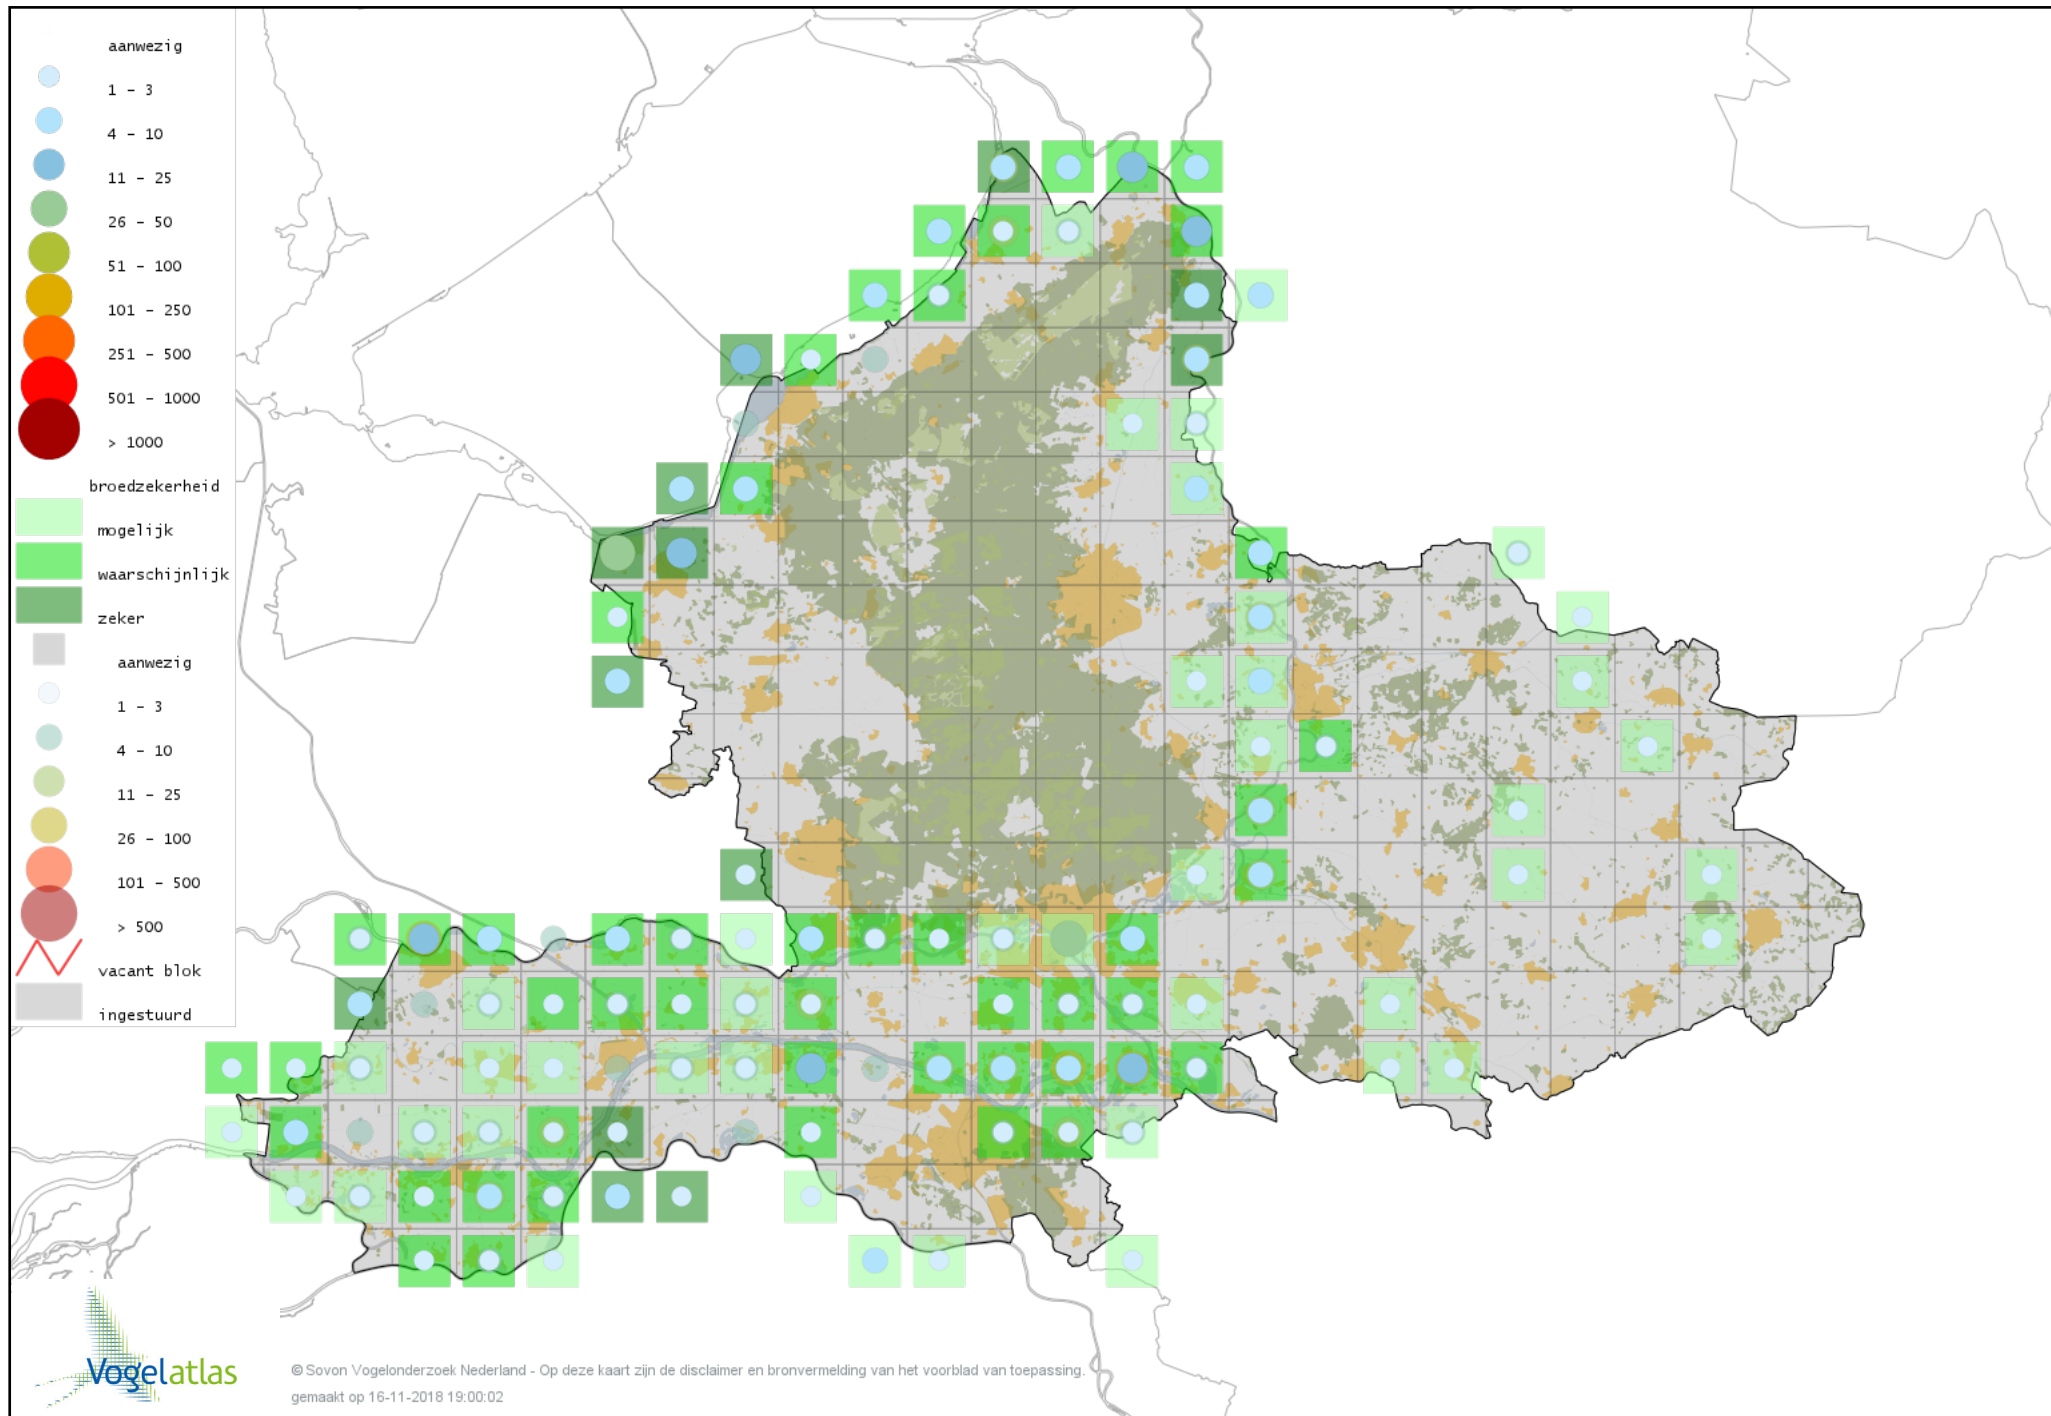 aanwezig
1 - 3
4 - 10
11 - 25
26 - 50
51 - 100
101 - 250
251 - 500
501 - 1000
> 1000
broedzekerheid
mogelijk
waarschijnlijk
zeker
aanwezig
1 - 3
4 - 10
11 - 25
26 - 100
101 - 500
> 500
vacant blok
ingestuurd
Vogelatlas
© Sovon Vogelonderzoek Nederland - Op deze kaart zijn de disclaimer en bronvermelding van het voorblad van toepassing.
gemaakt op 16-11-2018 19:00:02